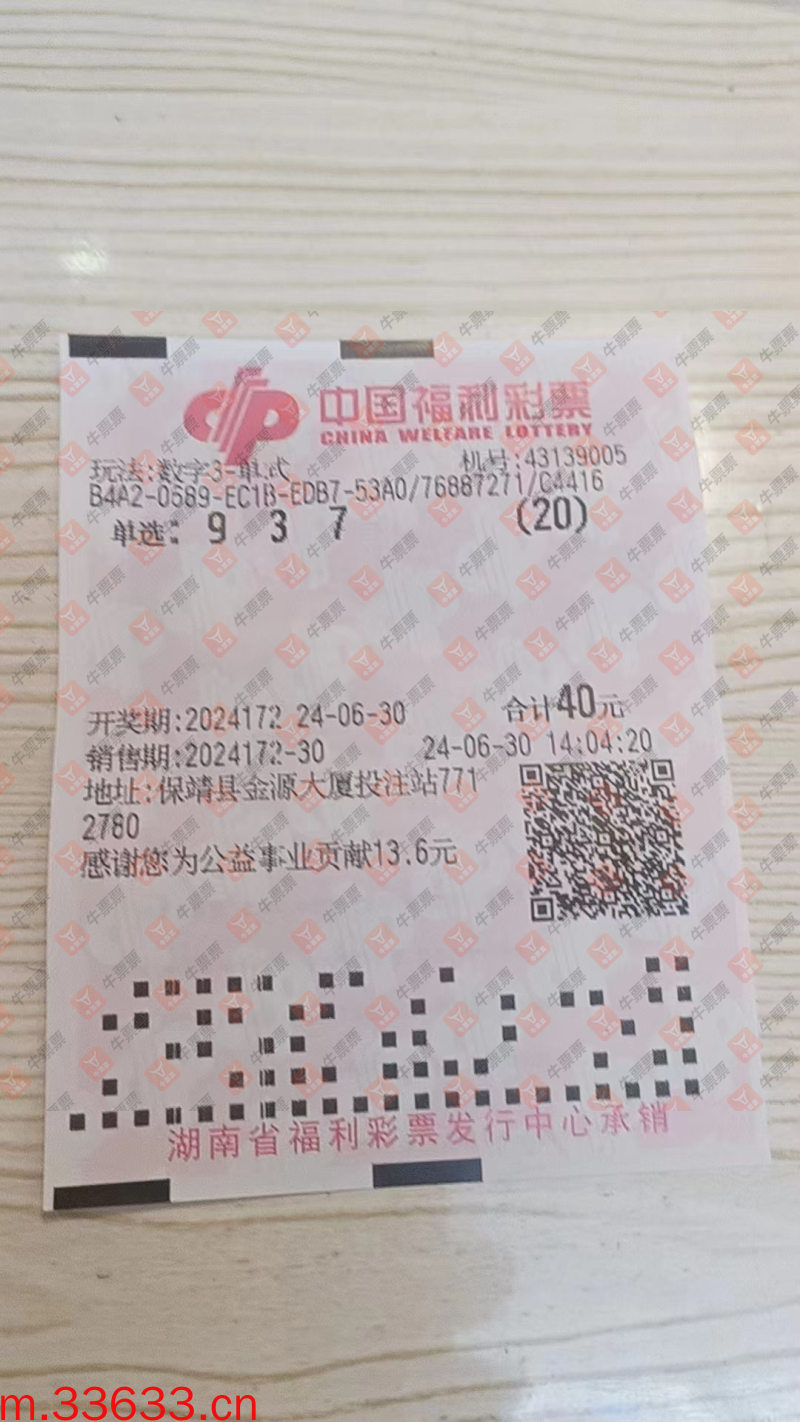 中国福利彩票
CHINA WELFARE LOTTERY
玩法:数字3-单式 机号:43139005
B4A2-0689-EC1B-EDB7-53A0/76887271/C4416
单选: 9 3 7 (20)
开奖期:2024172 24-06-30 合计40元
销售期:2024172-30 24-06-30 14:04:20
地址:保靖县金源大厦投注站771
2780
感谢您为公益事业贡献13.6元
湖南省福利彩票发行中心承销
牛票票
m.33633.cn